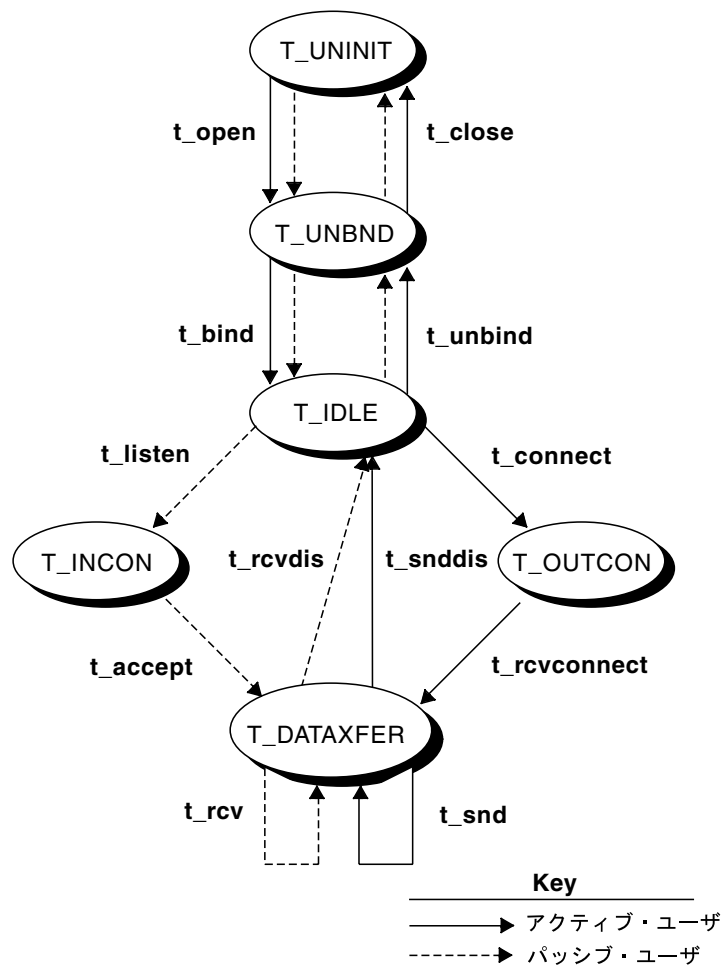 T_UNINIT
t_open
t_close
T_UNBND
t_bind
t_unbind
T_IDLE
t_listen
t_connect
T_INCON
t_rcvdis
t_snddis
T_OUTCON
t_accept
t_rcvconnect
T_DATAXFER
t_rcv
t_snd
Key
アクティブ・ユーザ
パッシブ・ユーザ